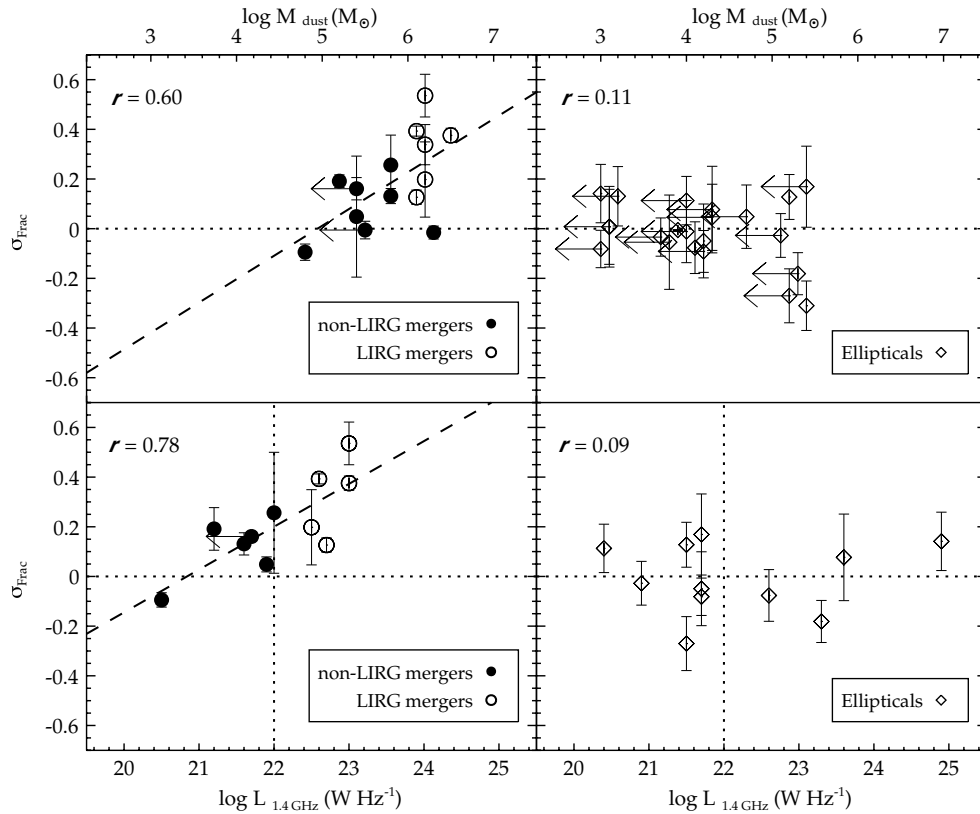 log M dust (M⊙) log M dust (M⊙)
3 4 5 6 7 3 4 5 6 7
r = 0.60 r = 0.11
0.6
0.4
0.2
0
-0.2
-0.4
-0.6
σFrac
non-LIRG mergers
LIRG mergers
Ellipticals
r = 0.78 r = 0.09
0.6
0.4
0.2
0
-0.2
-0.4
-0.6
σFrac
non-LIRG mergers
LIRG mergers
Ellipticals
20 21 22 23 24 20 21 22 23 24 25
log L 1.4 GHz (W Hz-1) log L 1.4 GHz (W Hz-1)